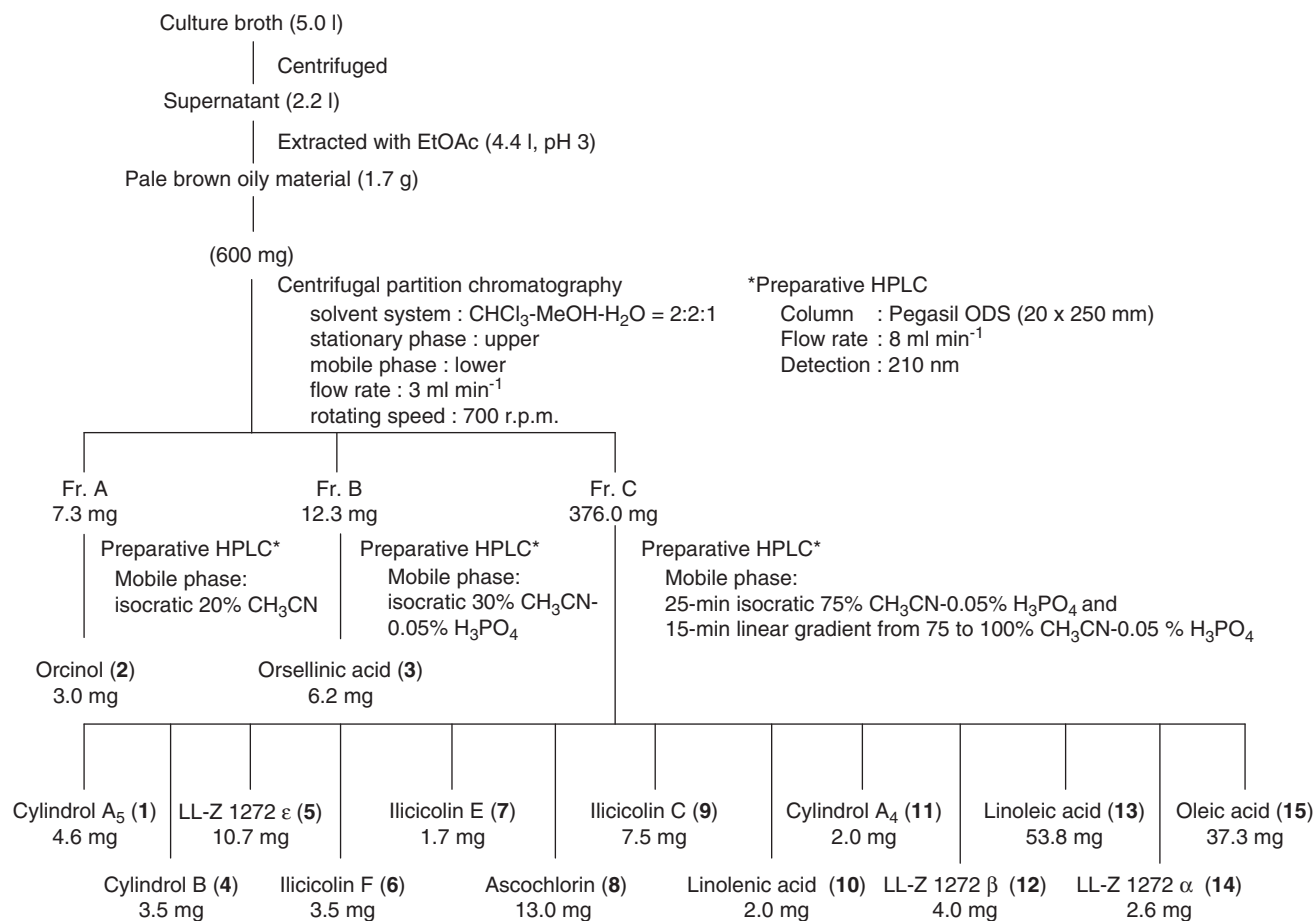 Culture broth (5.0 l)
Centrifuged
Supernatant (2.2 l)
Extracted with EtOAc (4.4 l, pH 3)
Pale brown oily material (1.7 g)
(600 mg)
Centrifugal partition chromatography
solvent system : CHCl₃-MeOH-H₂O = 2:2:1
stationary phase : upper
mobile phase : lower
flow rate : 3 ml min⁻¹
rotating speed : 700 r.p.m.
*Preparative HPLC
Column : Pegasil ODS (20 x 250 mm)
Flow rate : 8 ml min⁻¹
Detection : 210 nm
Fr. A
7.3 mg
Fr. B
12.3 mg
Fr. C
376.0 mg
Preparative HPLC*
Mobile phase:
isocratic 20% CH₃CN
Preparative HPLC*
Mobile phase:
isocratic 30% CH₃CN-
0.05% H₃PO₄
Preparative HPLC*
Mobile phase:
25-min isocratic 75% CH₃CN-0.05% H₃PO₄ and
15-min linear gradient from 75 to 100% CH₃CN-0.05 % H₃PO₄
Orcinol (2)
3.0 mg
Orsellinic acid (3)
6.2 mg
Cylindrol A₅ (1)
4.6 mg
LL-Z 1272 ε (5)
10.7 mg
Ilicicolin E (7)
1.7 mg
Ilicicolin C (9)
7.5 mg
Cylindrol A₄ (11)
2.0 mg
Linoleic acid (13)
53.8 mg
Oleic acid (15)
37.3 mg
Cylindrol B (4)
3.5 mg
Ilicicolin F (6)
3.5 mg
Ascochlorin (8)
13.0 mg
Linolenic acid (10)
2.0 mg
LL-Z 1272 β (12)
4.0 mg
LL-Z 1272 α (14)
2.6 mg